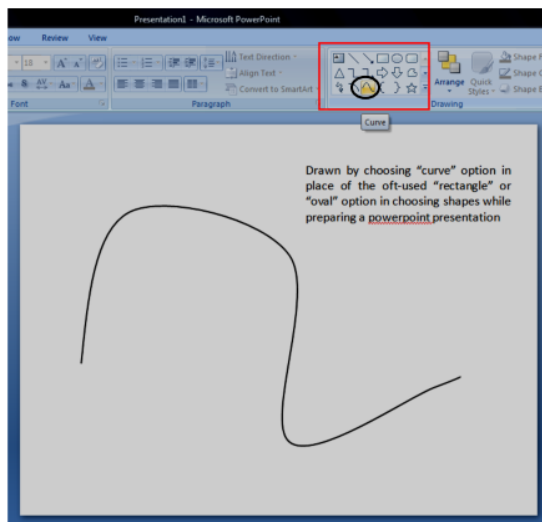 Presentation1 - Microsoft PowerPoint
ow Review View
18 A A Text Direction Shape F
Aa A Align Text Shape O
Convert to SmartArt Arrange Quick Styles Shape E
Font Paragraph Drawing
Curve
Drawn by choosing “curve” option in
place of the oft-used “rectangle” or
“oval” option in choosing shapes while
preparing a powerpoint presentation